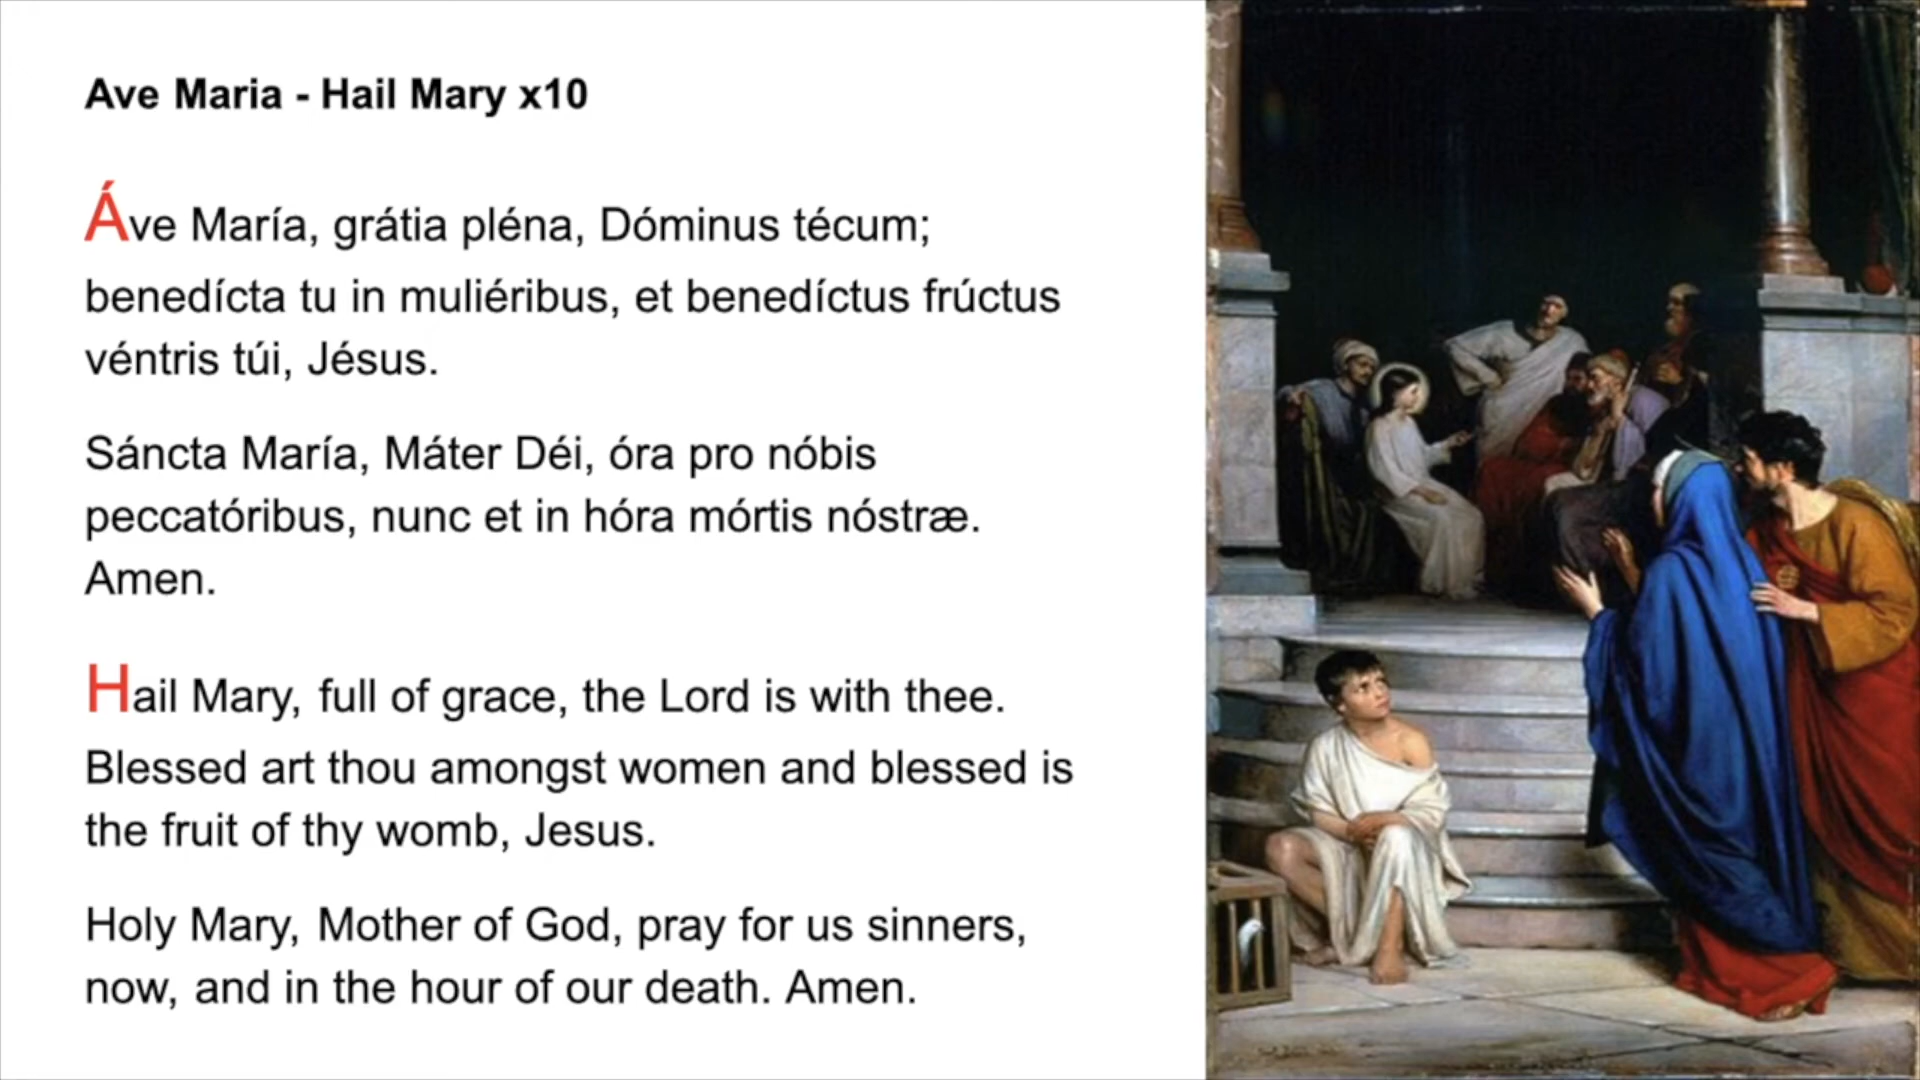 Ave Maria - Hail Mary x10
Áve María, grátia pléna, Dóminus técum;
benedícta tu in muliéribus, et benedíctus frúctus
véntris túi, Jésus.
Sáncta María, Máter Déi, óra pro nóbis
peccatóribus, nunc et in hóra mórtis nóstræ.
Amen.
Hail Mary, full of grace, the Lord is with thee.
Blessed art thou amongst women and blessed is
the fruit of thy womb, Jesus.
Holy Mary, Mother of God, pray for us sinners,
now, and in the hour of our death. Amen.